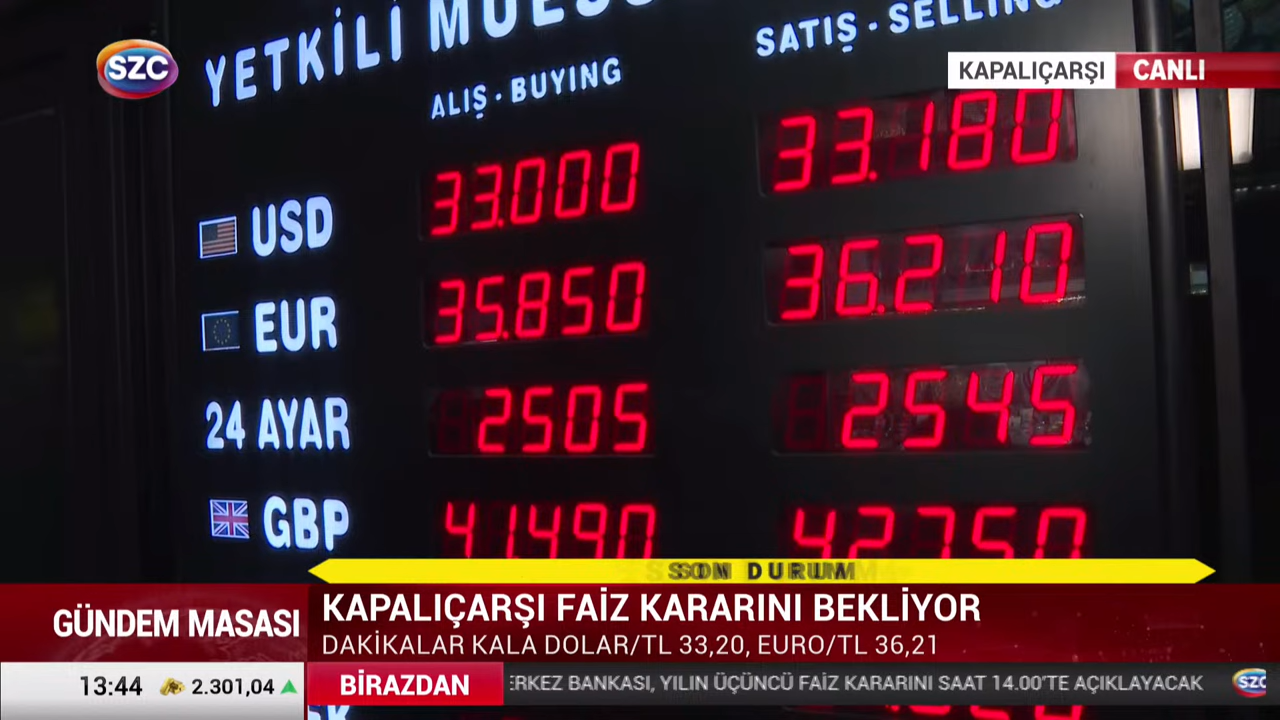 YETKİLİ
SZC
ALIŞ · BUYING
SATIŞ · SELLING
KAPALIÇARŞI CANLI
USD 33.000 33.180
EUR 35.850 36.210
24 AYAR 2505 2545
GBP 41.490 42.750
SON DURUM
GÜNDEM MASASI
KAPALIÇARŞI FAİZ KARARINI BEKLİYOR
DAKİKALAR KALA DOLAR/TL 33,20, EURO/TL 36,21
13:44 2.301,04
BİRAZDAN
BANKASI, YILIN ÜÇÜNCÜ FAİZ KARARINI SAAT 14.00'TE AÇIKLAYACAK